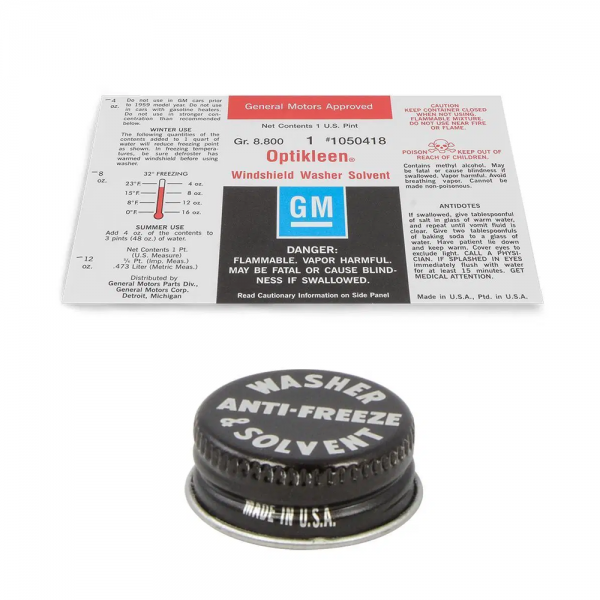 4 oz.
Do not use in GM cars prior
to 1959 model year. Do not use
in cars with gasoline heaters.
Do not use in stronger con-
centration than recommended
below.
WINTER USE
The following quantities of the
contents added to 1 quart of
water will reduce freezing point
as shown. In freezing tempera-
tures, be sure defroster has
warmed windshield before using
washer.
8 oz.
32° FREEZING
23°F 4 oz.
15°F 8 oz.
8°F 12 oz.
0°F 16 oz.
SUMMER USE
Add 4 oz. of the contents to
3 pints (48 oz.) of water.
12 oz.
Net Contents 1 Pt.
(U.S. Measure)
⅚ Pt. (Imp. Meas.)
.473 Liter (Metric Meas.)
Distributed by
General Motors Parts Div.,
General Motors Corp.
Detroit, Michigan
General Motors Approved
Net Contents 1 U.S. Pint
Gr. 8.800 1 #1050418
Optikleen®
Windshield Washer Solvent
GM
DANGER:
FLAMMABLE, VAPOR HARMFUL.
MAY BE FATAL OR CAUSE BLIND-
NESS IF SWALLOWED.
Read Cautionary Information on Side Panel
CAUTION
KEEP CONTAINER CLOSED
WHEN NOT USING.
FLAMMABLE MIXTURE.
DO NOT USE NEAR FIRE
OR FLAME.
POISON KEEP OUT OF
REACH OF CHILDREN.
Contains methyl alcohol. May
be fatal or cause blindness if
swallowed. Vapor harmful. Avoid
breathing vapor. Cannot be
made non-poisonous.
ANTIDOTES
If swallowed, give tablespoonful
of salt in glass of warm water,
and repeat until vomit fluid is
clear. Give two tablespoonfuls
of baking soda to a glass of
water. Have patient lie down
and keep warm. Cover eyes to
exclude light. CALL A PHYSI-
CIAN. IF SPLASHED IN EYES
immediately flush with water
for at least 15 minutes. GET
MEDICAL ATTENTION.
Made in U.S.A., Ptd. in U.S.A.
WASHER
ANTI-FREEZE
& SOLVENT
MADE IN U.S.A.